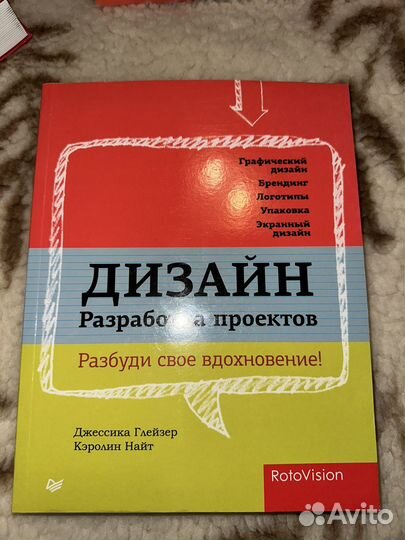 Графический
дизайн
Брендинг
Логотипы
Упаковка
Экранный
дизайн
ДИЗАЙН
Разработка проектов
Разбуди свое вдохновение!
Джессика Глейзер
Кэролин Найт
RotoVision
Avito